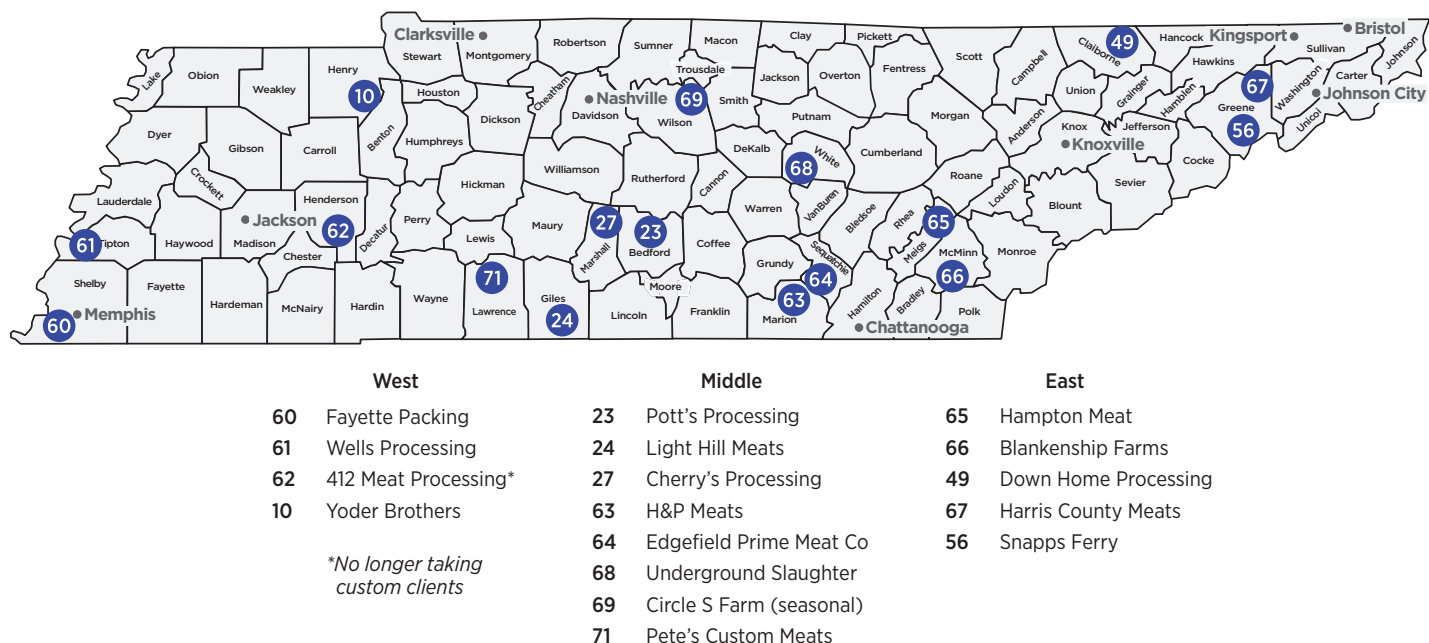 Clarksville
Stewart
Montgomery
Robertson
Sumner
Macon
Clay
Pickett
Scott
Campbell
Claiborne
49
Hancock
Kingsport
Bristol
Sullivan
Johnson
Lake
Obion
Weakley
Henry
10
Houston
Cheatham
Nashville
Davidson
Trousdale
69
Wilson
Smith
Jackson
Overton
Fentress
Union
Grainger
Hamblen
Hawkins
67
Greene
56
Washington
Carter
Johnson City
Unicoi
Dyer
Gibson
Carroll
Benton
Humphreys
Dickson
Putnam
Morgan
Anderson
Knox
Knoxville
Jefferson
Cocke
Sevier
Crockett
Henderson
Hickman
Williamson
Rutherford
Cannon
DeKalb
68
White
Cumberland
Roane
Loudon
Blount
Lauderdale
61
Tipton
Haywood
Jackson
Madison
62
Chester
Decatur
Perry
Lewis
Maury
27
Marshall
23
Bedford
Coffee
Warren
VanBuren
Bledsoe
Rhea
65
Meigs
McMinn
66
Monroe
Shelby
60
Memphis
Fayette
Hardeman
McNairy
Hardin
Wayne
71
Lawrence
Giles
24
Moore
Lincoln
Franklin
Grundy
Sequatchie
64
63
Marion
Hamilton
Chattanooga
Bradley
Polk
West
60 Fayette Packing
61 Wells Processing
62 412 Meat Processing*
10 Yoder Brothers
*No longer taking
custom clients
Middle
23 Pott's Processing
24 Light Hill Meats
27 Cherry's Processing
63 H&P Meats
64 Edgefield Prime Meat Co
68 Underground Slaughter
69 Circle S Farm (seasonal)
71 Pete's Custom Meats
East
65 Hampton Meat
66 Blankenship Farms
49 Down Home Processing
67 Harris County Meats
56 Snapps Ferry